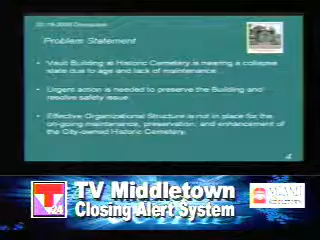 Problem Statement
• Vault Building at Historic Cemetery is nearing a collapse
state due to age and lack of maintenance
• Urgent action is needed to preserve the Building and
resolve safety issue.
• Effective Organizational Structure is not in place for the
on-going maintenance, preservation, and enhancement of
the City-owned Historic Cemetery.
4
T
24
TV Middletown
Closing Alert System